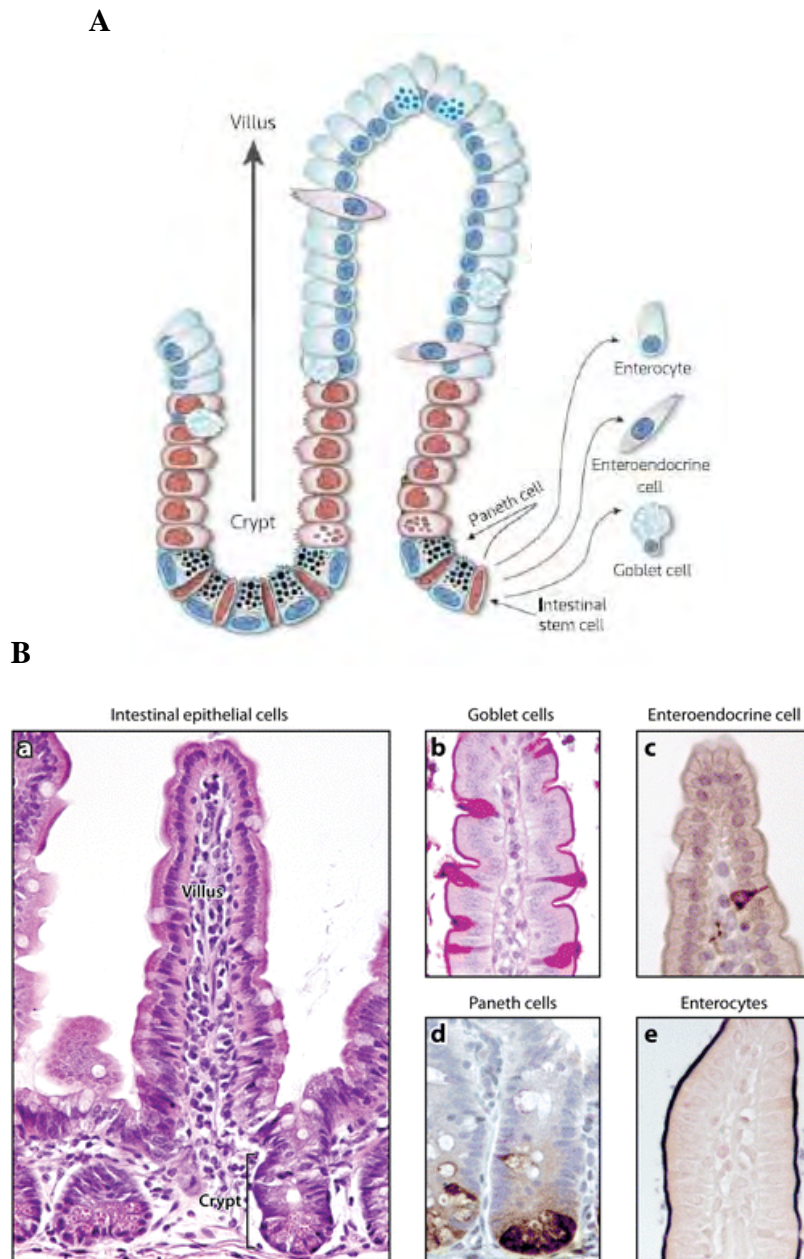 A
Villus
Crypt
Paneth cell
Enterocyte
Enteroendocrine
cell
Goblet cell
Intestinal
stem cell
B
Intestinal epithelial cells
Goblet cells
Enteroendocrine cell
a
b
c
Villus
Crypt
Paneth cells
Enterocytes
d
e